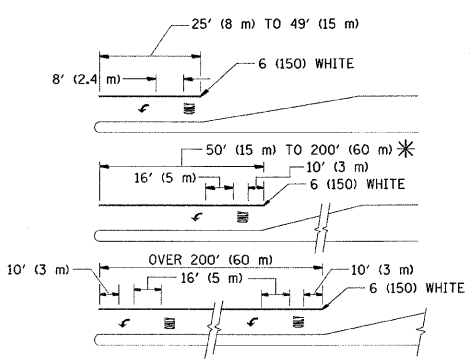 25' (8 m) TO 49' (15 m)
8' (2.4 m)
6 (150) WHITE
50' (15 m) TO 200' (60 m) *
16' (5 m)
10' (3 m)
6 (150) WHITE
OVER 200' (60 m)
10' (3 m)
16' (5 m)
10' (3 m)
6 (150) WHITE